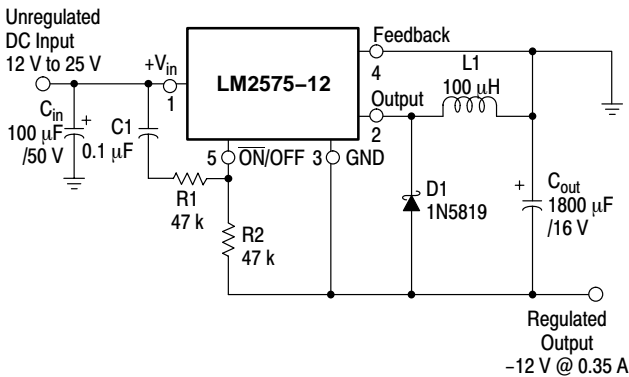 Unregulated
DC Input
12 V to 25 V
+Vin
1
LM2575–12
Feedback
4
L1
100 μH
Output
2
Cin
100 μF
/50 V
+
C1
0.1 μF
5
ON/OFF
3
GND
R1
47 k
R2
47 k
D1
1N5819
+
Cout
1800 μF
/16 V
Regulated
Output
–12 V @ 0.35 A